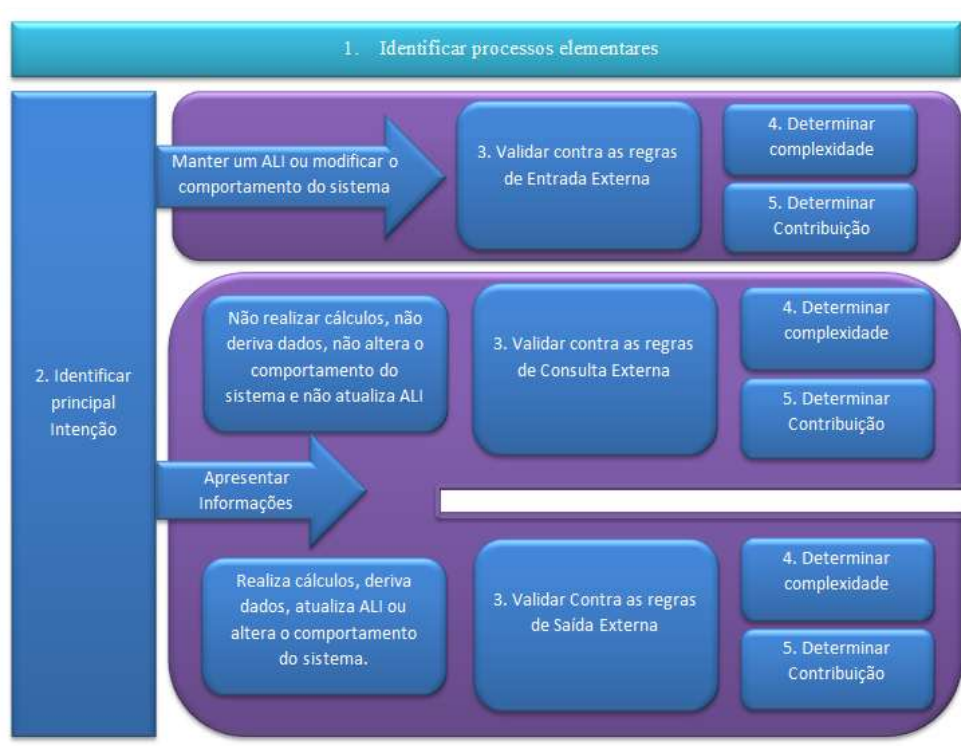 1. Identificar processos elementares
2. Identificar
principal
Intenção
Manter um ALI ou modificar o
comportamento do sistema
3. Validar contra as regras
de Entrada Externa
4. Determinar
complexidade
5. Determinar
Contribuição
Apresentar
Informações
Não realizar cálculos, não
deriva dados, não altera o
comportamento do
sistema e não atualiza ALI
3. Validar contra as regras
de Consulta Externa
4. Determinar
complexidade
5. Determinar
Contribuição
Realiza cálculos, deriva
dados, atualiza ALI ou
altera o comportamento
do sistema.
3. Validar Contra as regras
de Saída Externa
4. Determinar
complexidade
5. Determinar
Contribuição